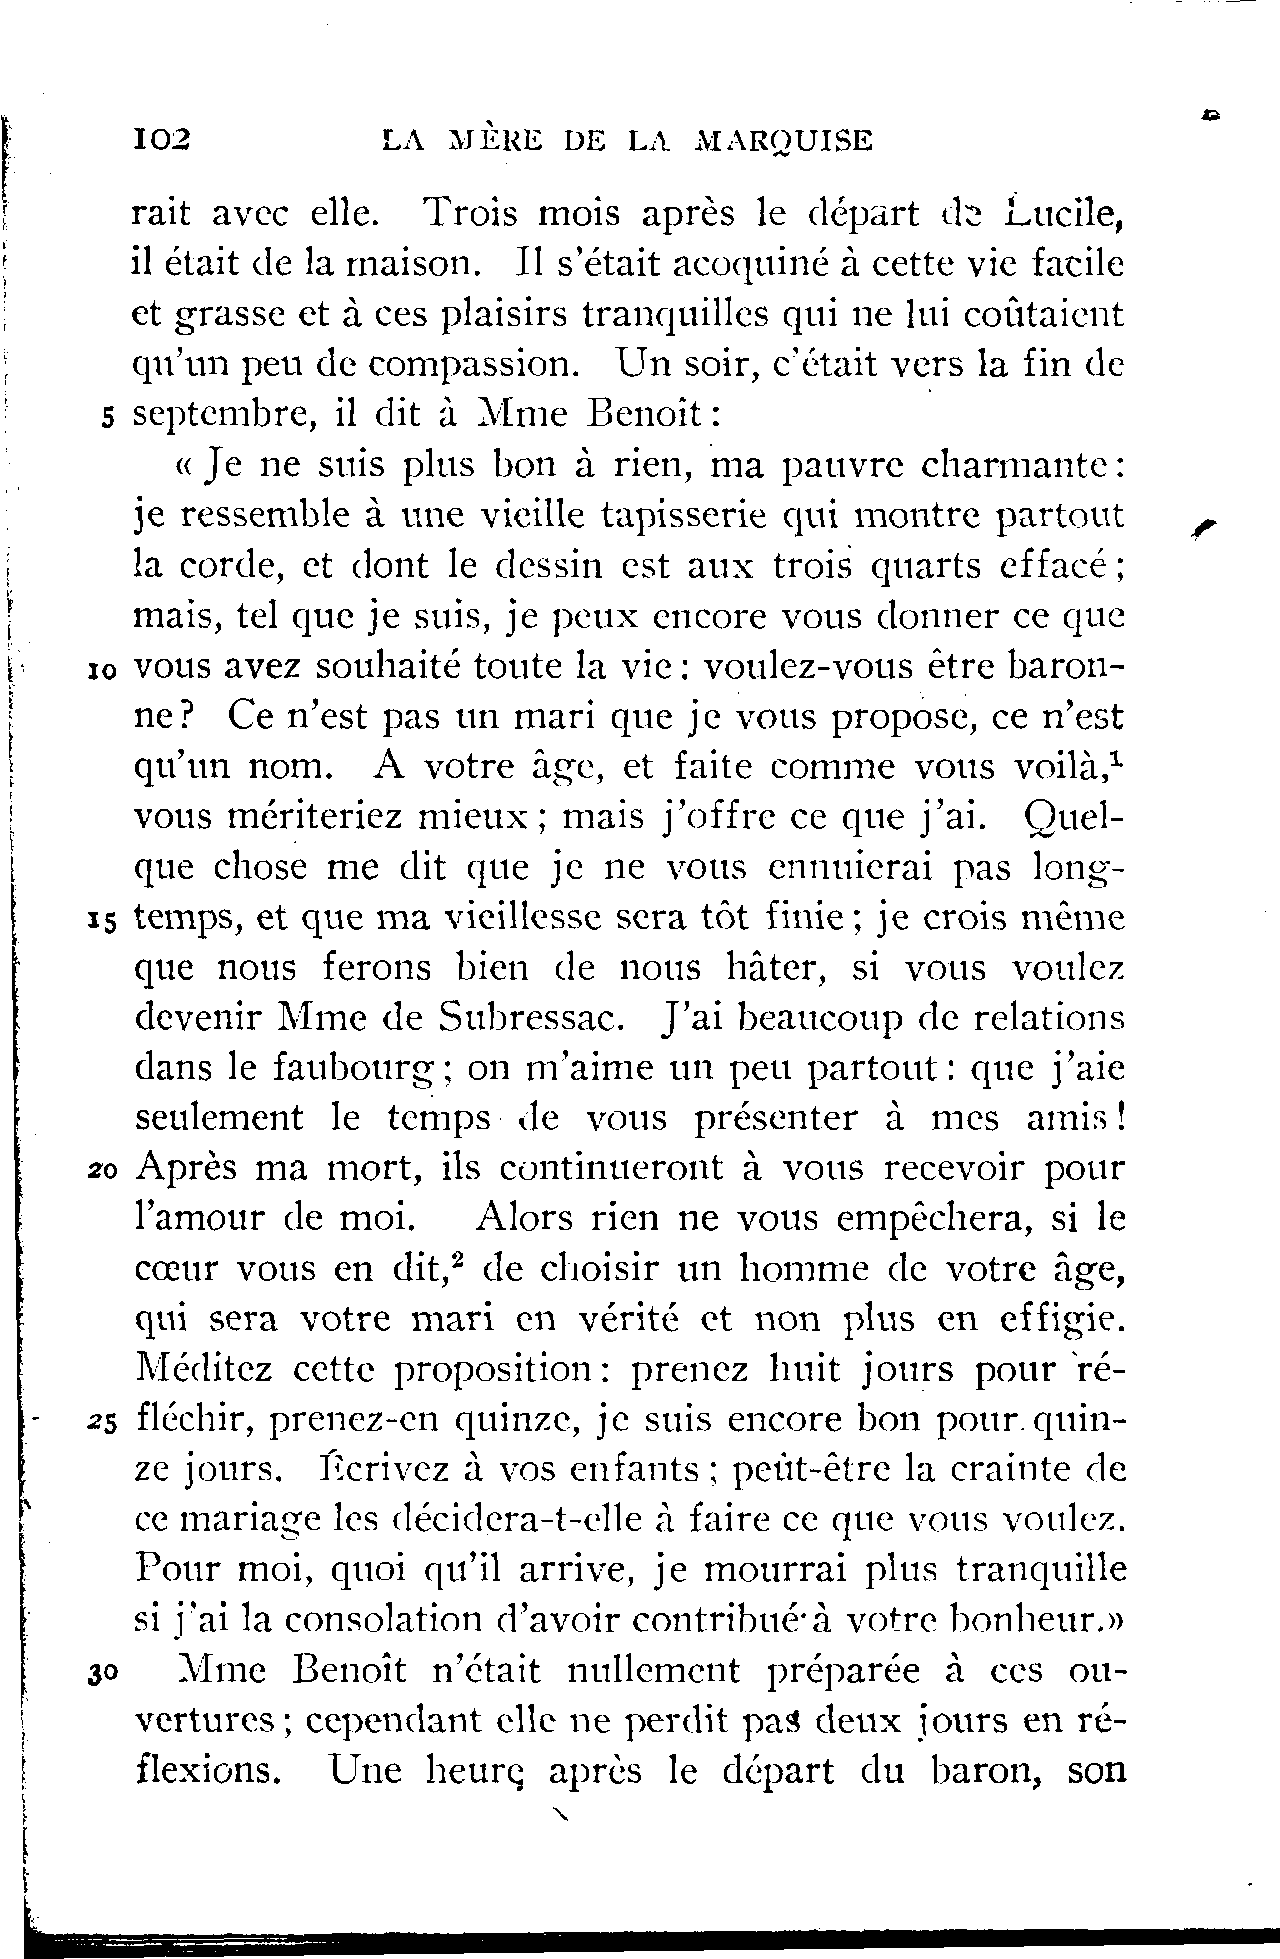 102 LA MÈRE DE LA MARQUISE
rait avec elle. Trois mois après le départ de Lucile,
il était de la maison. Il s'était acoquiné à cette vie facile
et grasse et à ces plaisirs tranquilles qui ne lui coûtaient
qu'un peu de compassion. Un soir, c'était vers la fin de
5 septembre, il dit à Mme Benoît :
« Je ne suis plus bon à rien, ma pauvre charmante :
je ressemble à une vieille tapisserie qui montre partout
la corde, et dont le dessin est aux trois quarts effacé ;
mais, tel que je suis, je peux encore vous donner ce que
10 vous avez souhaité toute la vie : voulez-vous être baron-
ne ? Ce n'est pas un mari que je vous propose, ce n'est
qu'un nom. A votre âge, et faite comme vous voilà,¹
vous mériteriez mieux ; mais j'offre ce que j'ai. Quel-
que chose me dit que je ne vous ennuierai pas long-
15 temps, et que ma vieillesse sera tôt finie ; je crois même
que nous ferons bien de nous hâter, si vous voulez
devenir Mme de Subressac. J'ai beaucoup de relations
dans le faubourg ; on m'aime un peu partout : que j'aie
seulement le temps de vous présenter à mes amis !
20 Après ma mort, ils continueront à vous recevoir pour
l'amour de moi. Alors rien ne vous empêchera, si le
cœur vous en dit,² de choisir un homme de votre âge,
qui sera votre mari en vérité et non plus en effigie.
Méditez cette proposition : prenez huit jours pour ré-
25 fléchir, prenez-en quinze, je suis encore bon pour quin-
ze jours. Écrivez à vos enfants ; peut-être la crainte de
ce mariage les décidera-t-elle à faire ce que vous voulez.
Pour moi, quoi qu'il arrive, je mourrai plus tranquille
si j'ai la consolation d'avoir contribué à votre bonheur.»
30 Mme Benoît n'était nullement préparée à ces ou-
vertures ; cependant elle ne perdit pas deux jours en ré-
flexions. Une heure après le départ du baron, son